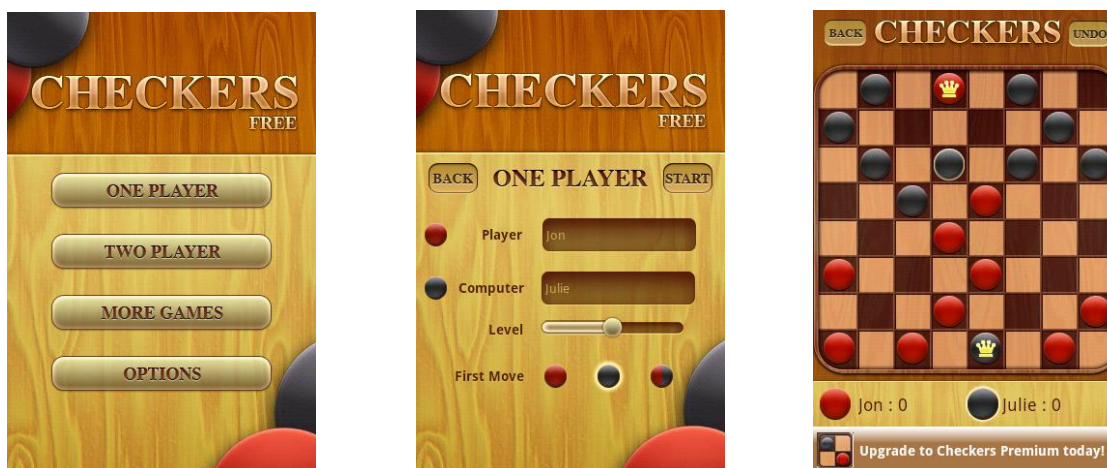 CHECKERS
FREE
ONE PLAYER
TWO PLAYER
MORE GAMES
OPTIONS
CHECKERS
FREE
BACK ONE PLAYER START
Player Jon
Computer Julie
Level
First Move
BACK CHECKERS UNDO
Jon : 0 Julie : 0
Upgrade to Checkers Premium today!